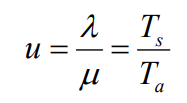 u = λ/μ = T_s/T_a